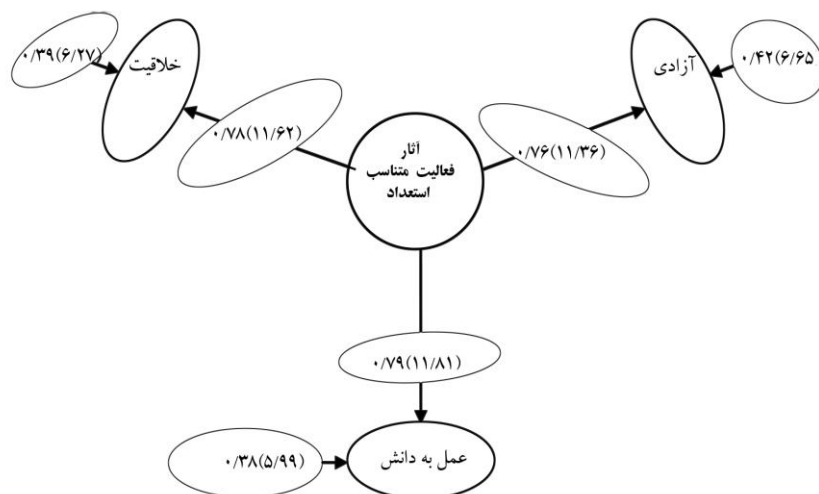 ۰/۳۹(۶/۲۷)
خلاقیت
آزادی
۰/۴۲(۶/۶۵
۰/۷۸(۱۱/۶۲)
۰/۷۶(۱۱/۳۶)
آثار
فعالیت متناسب
استعداد
۰/۷۹(۱۱/۸۱)
۰/۳۸(۵/۹۹)
عمل به دانش